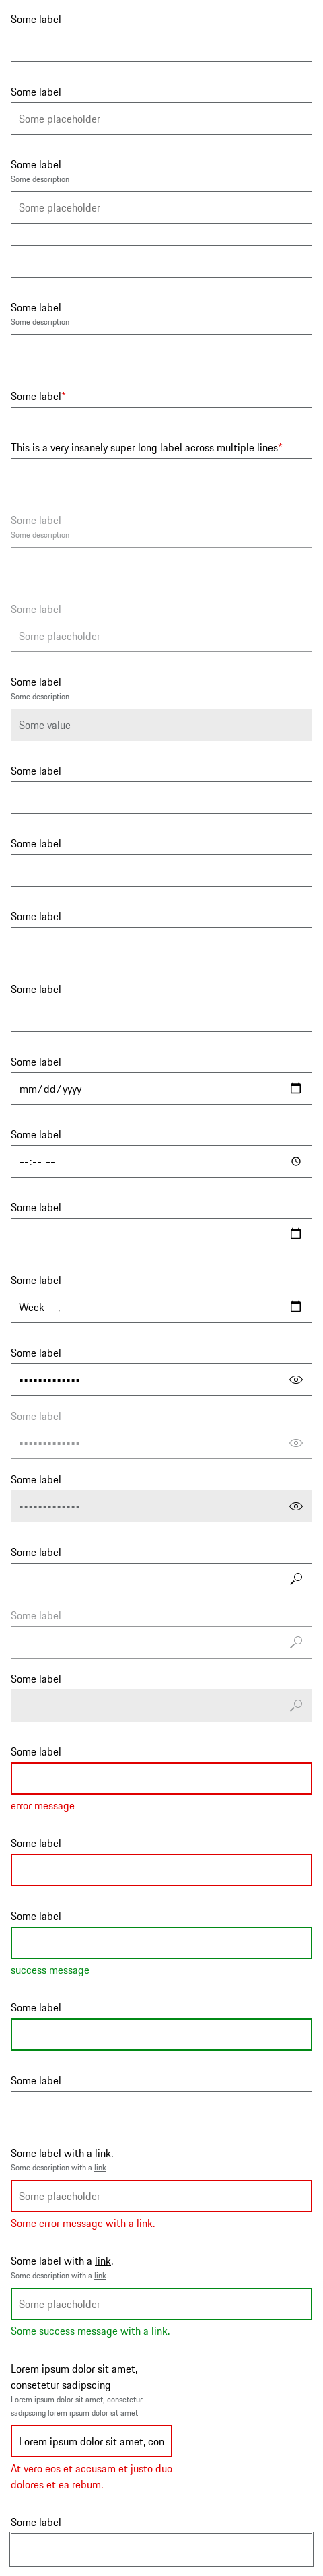 Some label
Some label
Some placeholder
Some label
Some description
Some placeholder
Some label
Some description
Some label*
This is a very insanely super long label across multiple lines*
Some label
Some description
Some label
Some placeholder
Some label
Some description
Some value
Some label
Some label
Some label
Some label
Some label
mm/dd/yyyy
Some label
--:-- --
Some label
--------- ----
Some label
Week --, ----
Some label
•••••••••••••
Some label
•••••••••••••
Some label
•••••••••••••
Some label
Some label
Some label
Some label
error message
Some label
Some label
success message
Some label
Some label
Some label with a link.
Some description with a link.
Some placeholder
Some error message with a link.
Some label with a link.
Some description with a link.
Some placeholder
Some success message with a link.
Lorem ipsum dolor sit amet,
consetetur sadipscing
Lorem ipsum dolor sit amet, consetetur
sadipscing lorem ipsum dolor sit amet
Lorem ipsum dolor sit amet, con
At vero eos et accusam et justo duo
dolores et ea rebum.
Some label